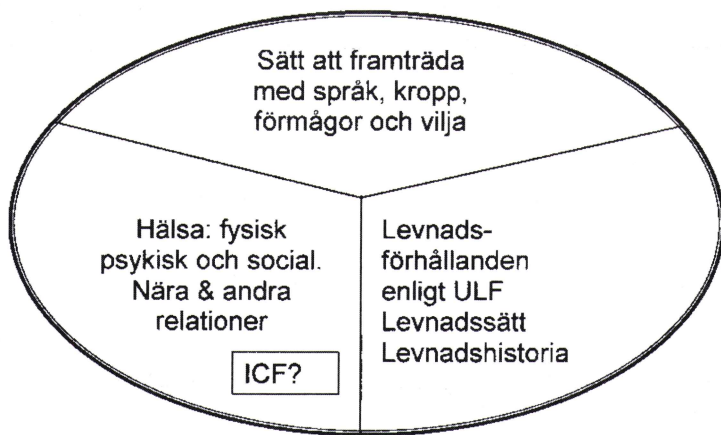 Sätt att framträda
med språk, kropp,
förmågor och vilja
Hälsa: fysisk
psykisk och social.
Nära & andra
relationer
ICF?
Levnads-
förhållanden
enligt ULF
Levnadssätt
Levnadshistoria